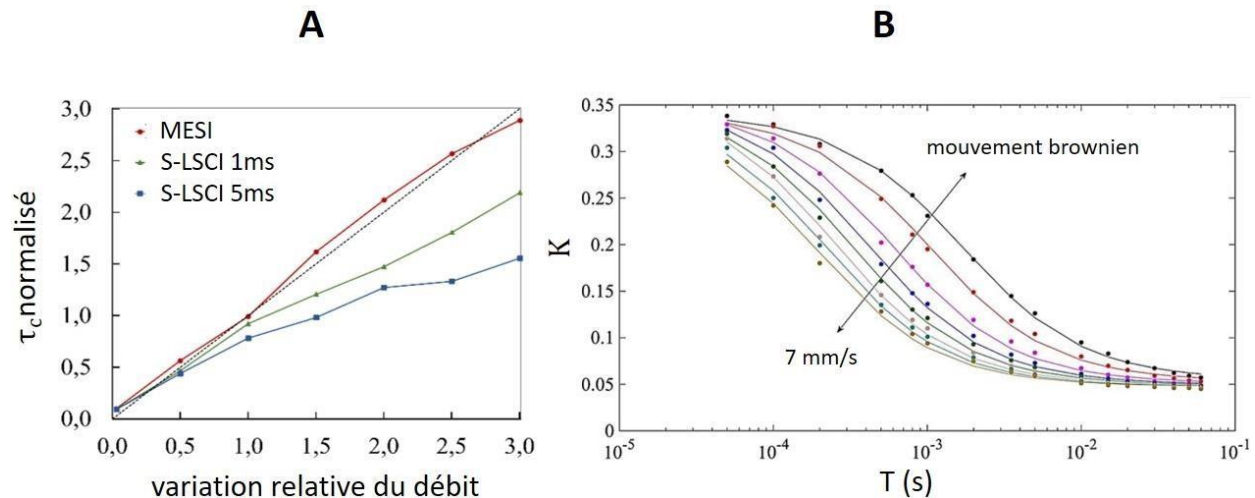 A
B
3,0
2,5
2,0
1,5
1,0
0,5
0,0
MESI
S-LSCI 1ms
S-LSCI 5ms
τc normalisé
0,0 0,5 1,0 1,5 2,0 2,5 3,0
variation relative du débit
0.35
0.3
0.25
0.2
0.15
0.1
0.05
0
K
mouvement brownien
7 mm/s
10-5 10-4 10-3 10-2 10-1
T (s)